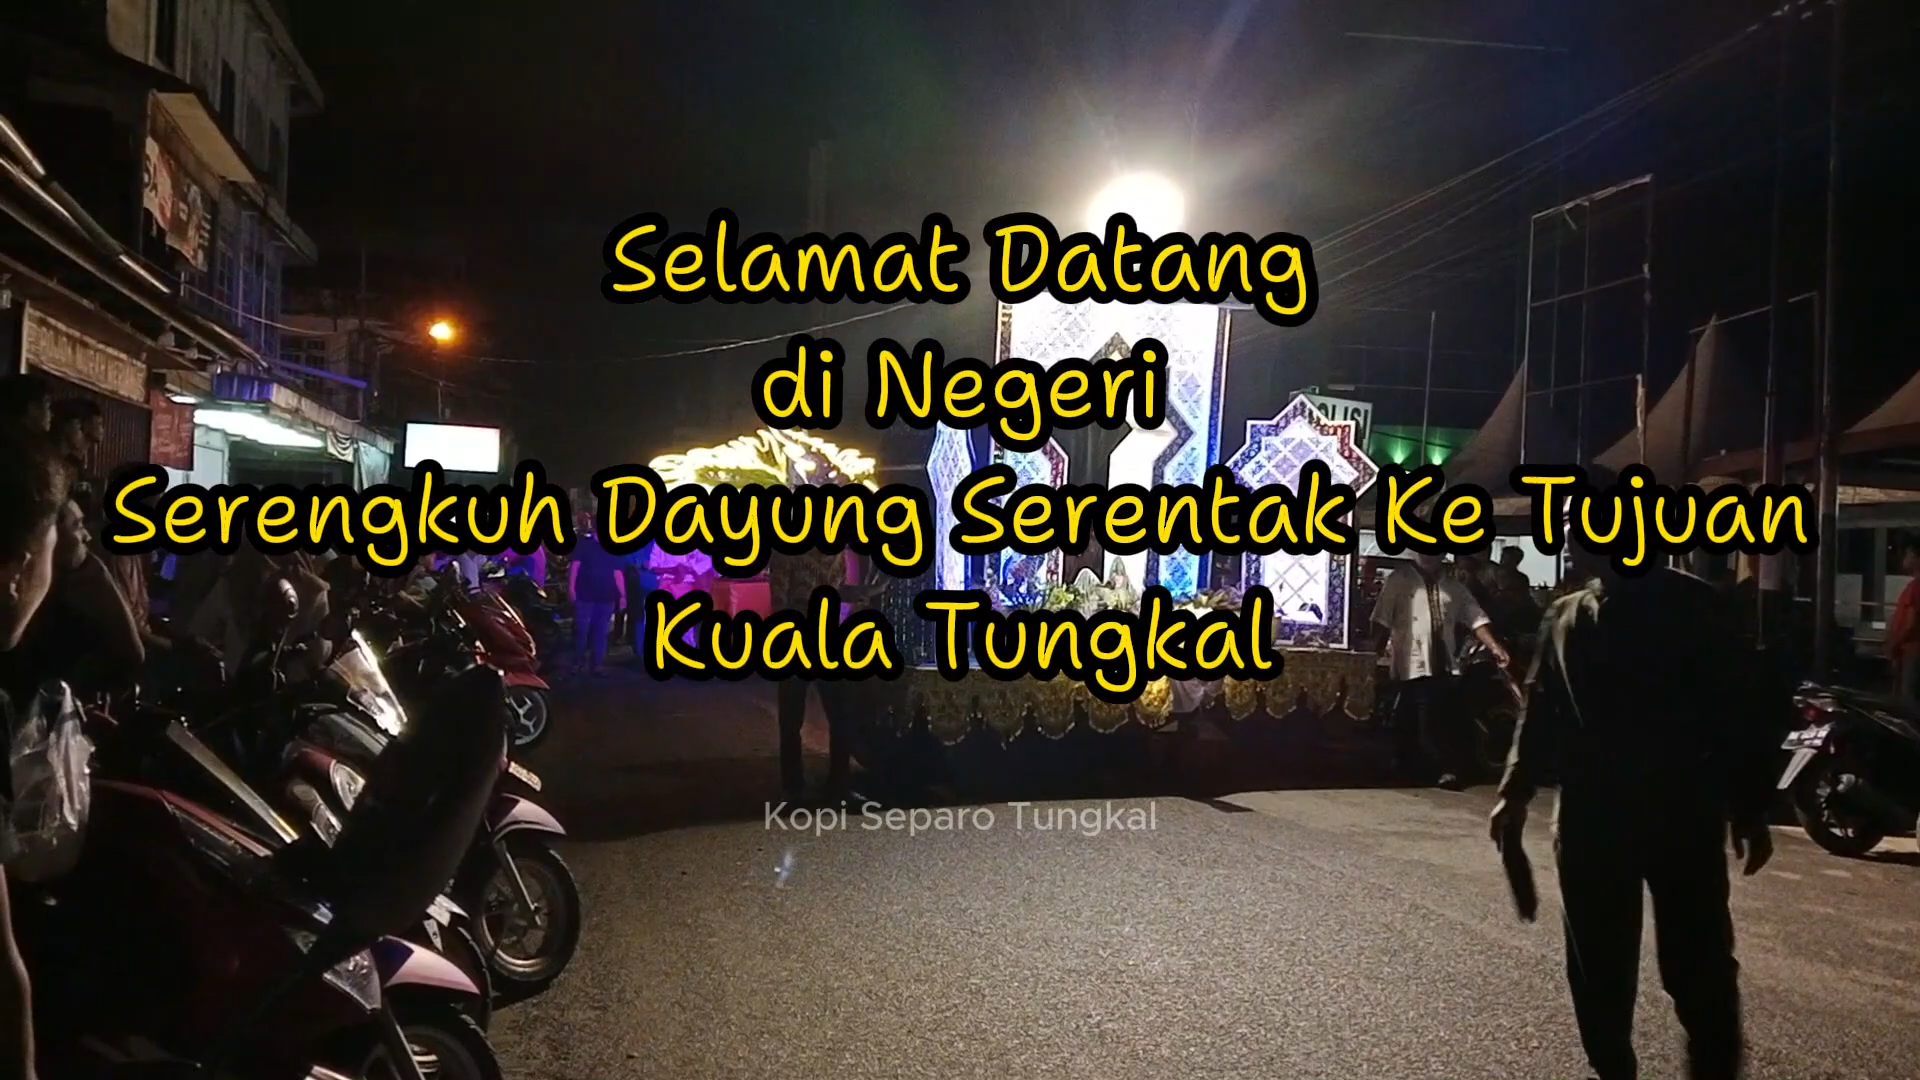 Selamat Datang
di Negeri
Serengkuh Dayung Serentak Ke Tujuan
Kuala Tungkal
Kopi Separo Tungkal